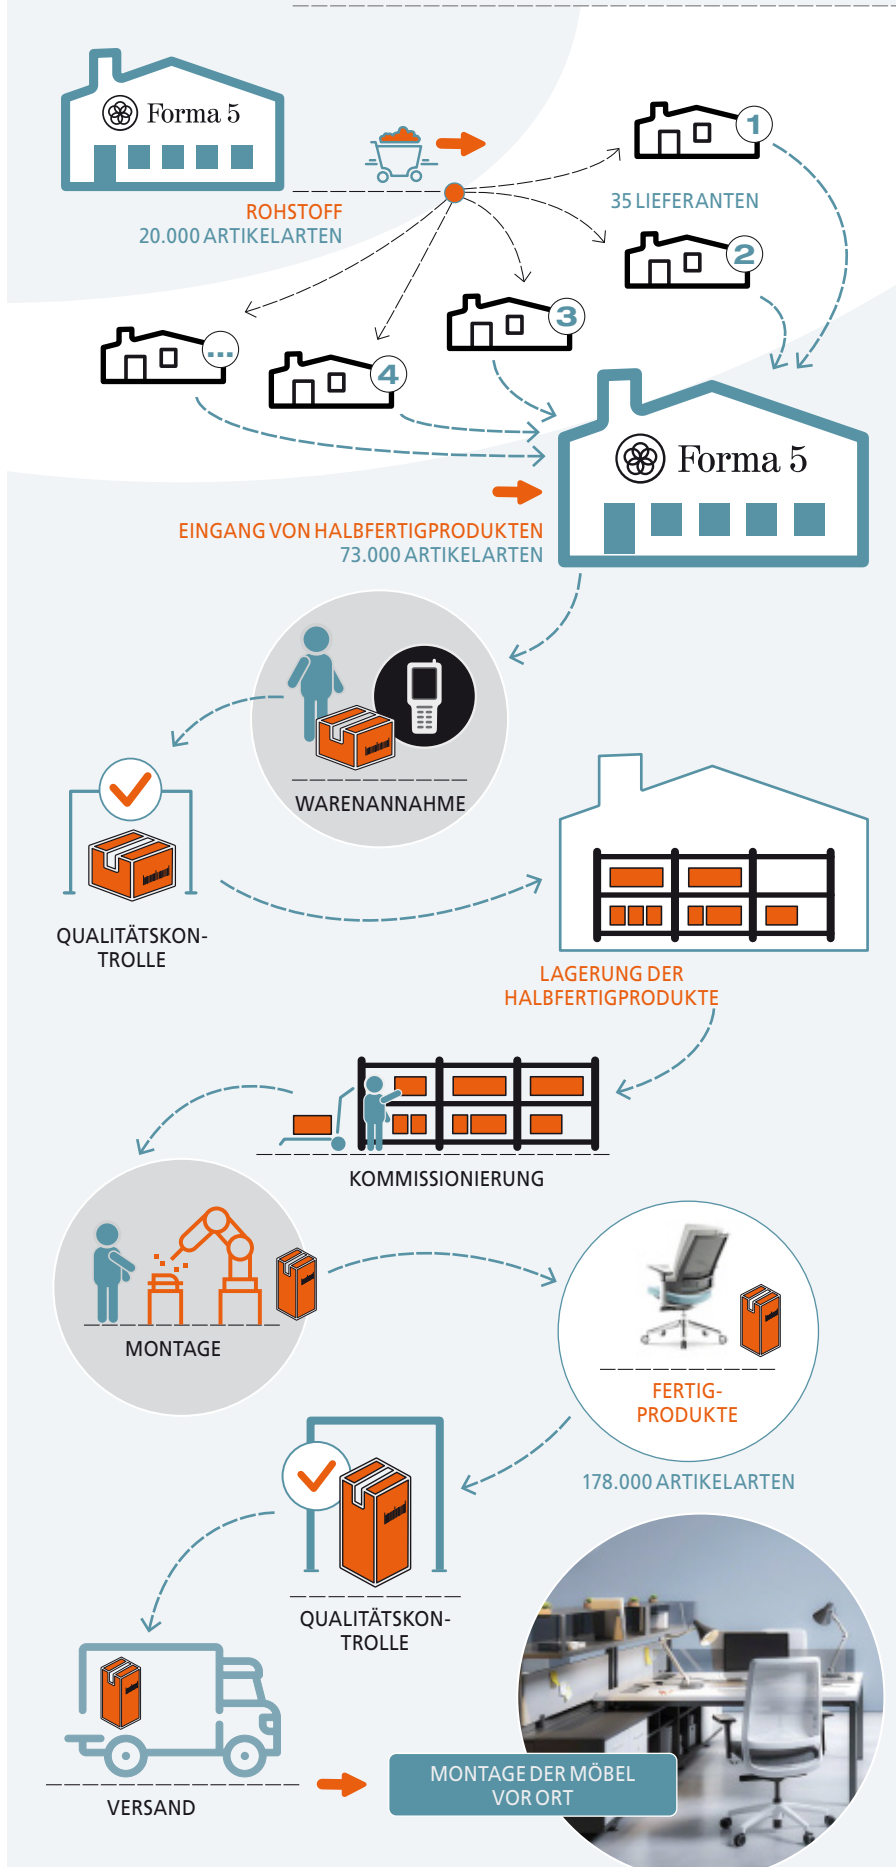 Forma 5
1
ROHSTOFF
20.000 ARTIKELARTEN
35 LIEFERANTEN
2
3
...
4
Forma 5
EINGANG VON HALBFERTIGPRODUKTEN
73.000 ARTIKELARTEN
WARENANNAHME
QUALITÄTSKON-
TROLLE
LAGERUNG DER
HALBFERTIGPRODUKTE
KOMMISSIONIERUNG
MONTAGE
FERTIG-
PRODUKTE
178.000 ARTIKELARTEN
QUALITÄTSKON-
TROLLE
VERSAND
MONTAGE DER MÖBEL
VOR ORT